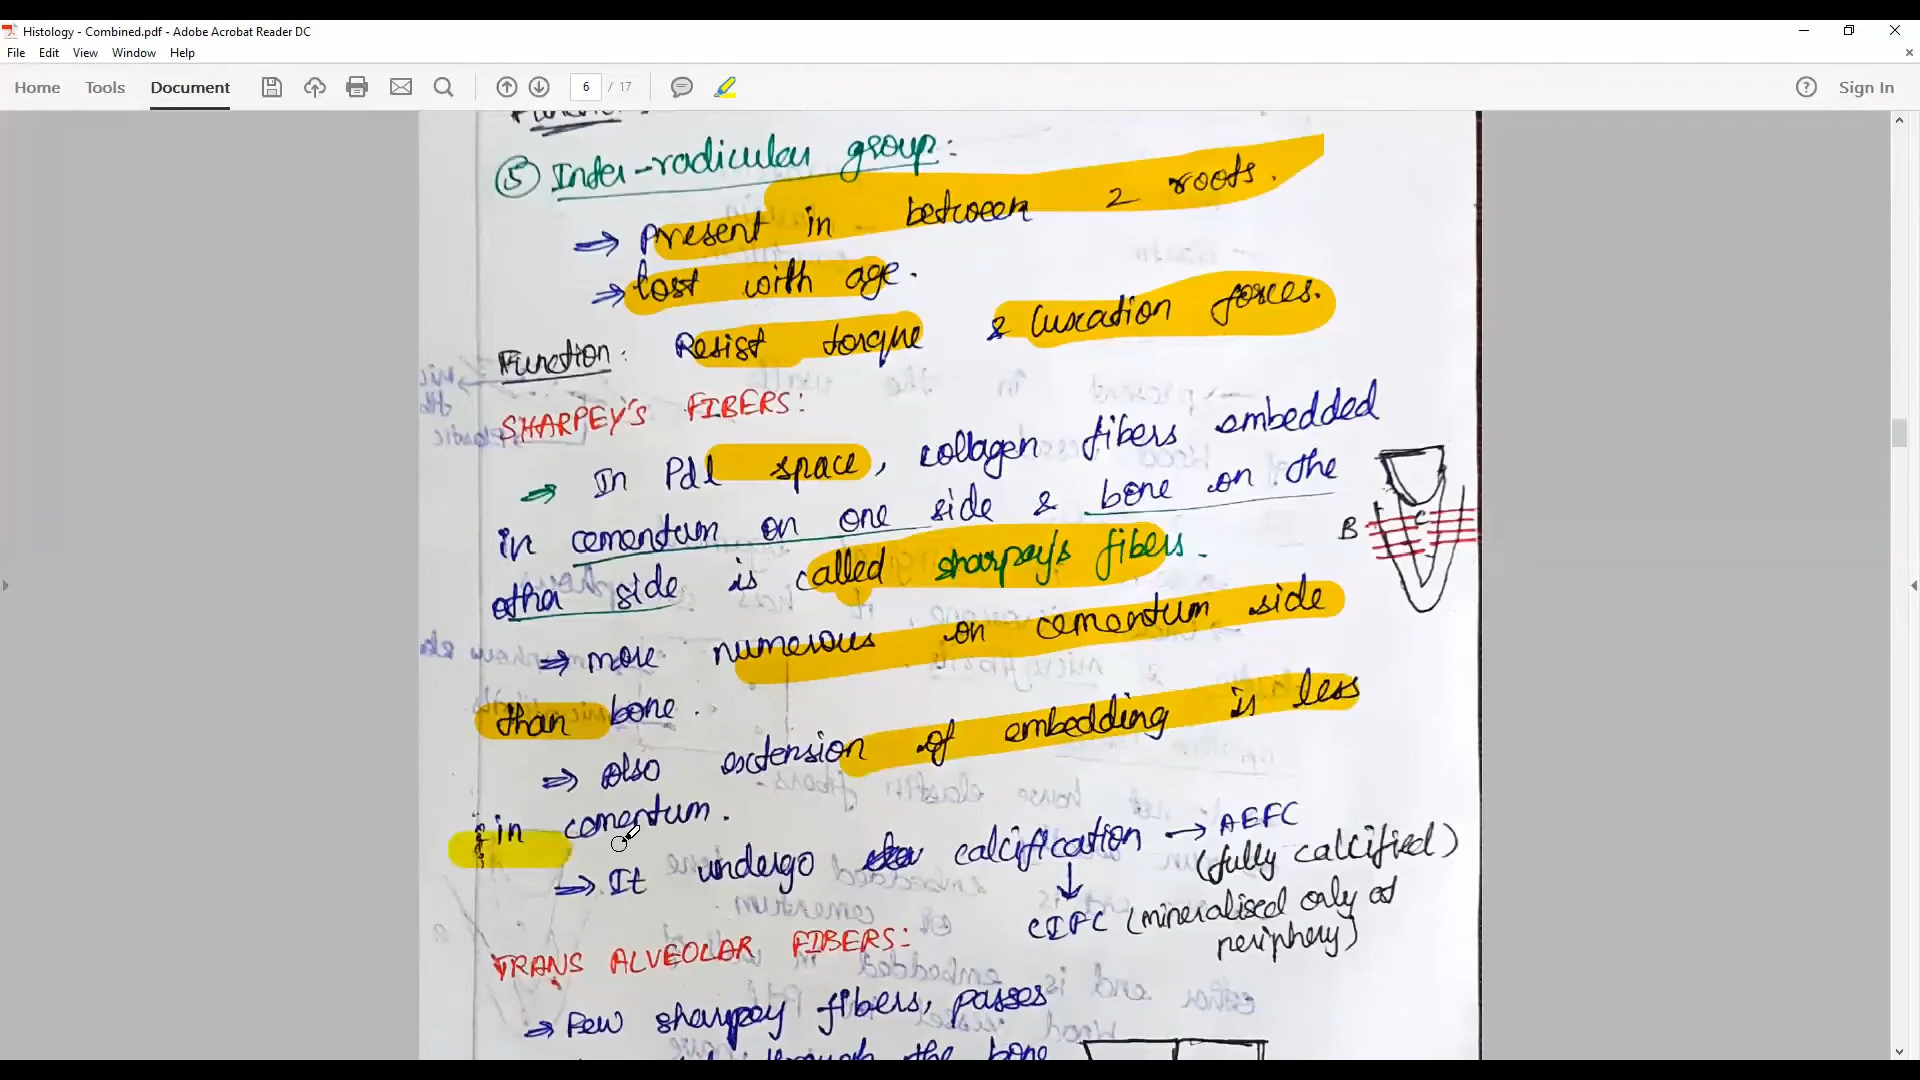 Histology - Combined.pdf - Adobe Acrobat Reader DC
File Edit View Window Help
Home Tools Document 6 / 17 Sign In
⑤ Inter-radicular group:
⇒ Present in between 2 roots.
⇒ lost with age.
Function: Resist torque & luxation forces.
SHARPEY'S FIBERS:
⇒ In Pdl space, collagen fibers embedded
in cementum on one side & bone on the
other side is called sharpey's fibers.
B C
⇒ more numerous on cementum side
than bone.
⇒ also extension of embedding is less
in cementum.
⇒ It undergo calcification → AEFC
(fully calcified)
↓
CIFC (mineralised only at
periphery)
TRANS ALVEOLAR FIBERS:
⇒ Few sharpey fibers, passes
through the bone